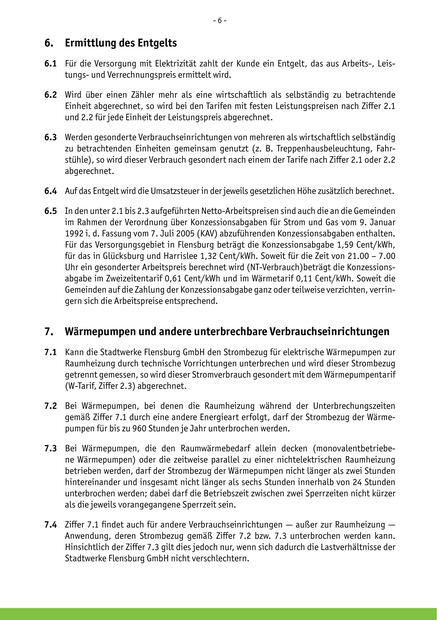 - 6 -
6. Ermittlung des Entgelts
6.1 Für die Versorgung mit Elektrizität zahlt der Kunde ein Entgelt, das aus Arbeits-, Leis-
tungs- und Verrechnungspreis ermittelt wird.
6.2 Wird über einen Zähler mehr als eine wirtschaftlich als selbständig zu betrachtende
Einheit abgerechnet, so wird bei den Tarifen mit festen Leistungspreisen nach Ziffer 2.1
und 2.2 für jede Einheit der Leistungspreis abgerechnet.
6.3 Werden gesonderte Verbrauchseinrichtungen von mehreren als wirtschaftlich selbständig
zu betrachtenden Einheiten gemeinsam genutzt (z. B. Treppenhausbeleuchtung, Fahr-
stühle), so wird dieser Verbrauch gesondert nach einem der Tarife nach Ziffer 2.1 oder 2.2
abgerechnet.
6.4 Auf das Entgelt wird die Umsatzsteuer in der jeweils gesetzlichen Höhe zusätzlich berechnet.
6.5 In den unter 2.1 bis 2.3 aufgeführten Netto-Arbeitspreisen sind auch die an die Gemeinden
im Rahmen der Verordnung über Konzessionsabgaben für Strom und Gas vom 9. Januar
1992 i. d. Fassung vom 7. Juli 2005 (KAV) abzuführenden Konzessionsabgaben enthalten.
Für das Versorgungsgebiet in Flensburg beträgt die Konzessionsabgabe 1,59 Cent/kWh,
für das in Glücksburg und Harrislee 1,32 Cent/kWh. Soweit für die Zeit von 21.00 – 7.00
Uhr ein gesonderter Arbeitspreis berechnet wird (NT-Verbrauch)beträgt die Konzessions-
abgabe im Zweizeitentarif 0,61 Cent/kWh und im Wärmetarif 0,11 Cent/kWh. Soweit die
Gemeinden auf die Zahlung der Konzessionsabgabe ganz oder teilweise verzichten, verrin-
gern sich die Arbeitspreise entsprechend.
7. Wärmepumpen und andere unterbrechbare Verbrauchseinrichtungen
7.1 Kann die Stadtwerke Flensburg GmbH den Strombezug für elektrische Wärmepumpen zur
Raumheizung durch technische Vorrichtungen unterbrechen und wird dieser Strombezug
getrennt gemessen, so wird dieser Stromverbrauch gesondert mit dem Wärmepumpentarif
(W-Tarif, Ziffer 2.3) abgerechnet.
7.2 Bei Wärmepumpen, bei denen die Raumheizung während der Unterbrechungszeiten
gemäß Ziffer 7.1 durch eine andere Energieart erfolgt, darf der Strombezug der Wärme-
pumpen für bis zu 960 Stunden je Jahr unterbrochen werden.
7.3 Bei Wärmepumpen, die den Raumwärmebedarf allein decken (monovalentbetriebe-
ne Wärmepumpen) oder die zeitweise parallel zu einer nichtelektrischen Raumheizung
betrieben werden, darf der Strombezug der Wärmepumpen nicht länger als zwei Stunden
hintereinander und insgesamt nicht länger als sechs Stunden innerhalb von 24 Stunden
unterbrochen werden; dabei darf die Betriebszeit zwischen zwei Sperrzeiten nicht kürzer
als die jeweils vorangegangene Sperrzeit sein.
7.4 Ziffer 7.1 findet auch für andere Verbrauchseinrichtungen — außer zur Raumheizung —
Anwendung, deren Strombezug gemäß Ziffer 7.2 bzw. 7.3 unterbrochen werden kann.
Hinsichtlich der Ziffer 7.3 gilt dies jedoch nur, wenn sich dadurch die Lastverhältnisse der
Stadtwerke Flensburg GmbH nicht verschlechtern.